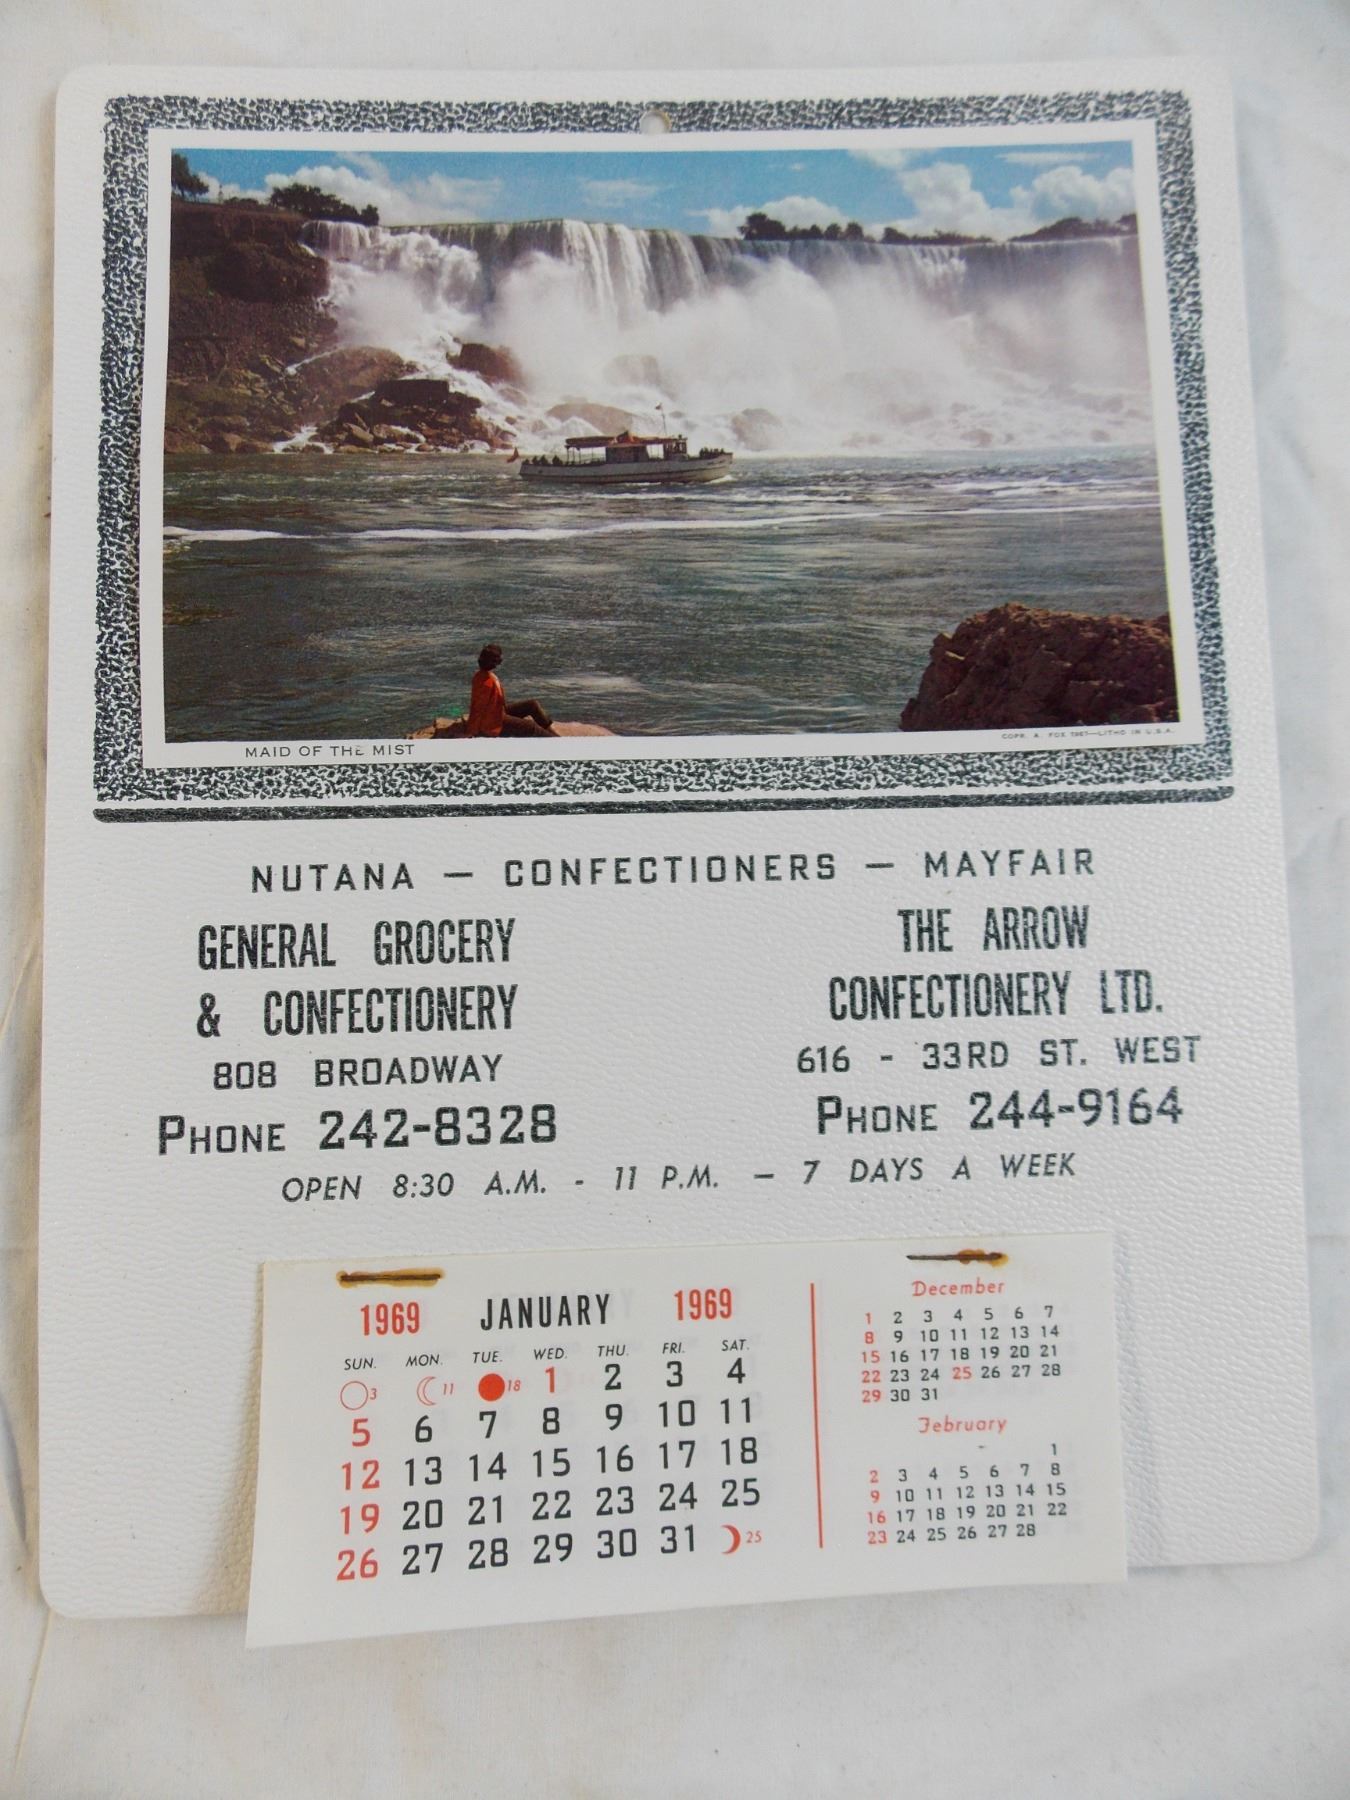 MAID OF THE MIST
COPR. A. FOX 1967—LITHO IN U.S.A.
NUTANA — CONFECTIONERS — MAYFAIR
GENERAL GROCERY
& CONFECTIONERY
808 BROADWAY
PHONE 242-8328
THE ARROW
CONFECTIONERY LTD.
616 - 33RD ST. WEST
PHONE 244-9164
OPEN 8:30 A.M. - 11 P.M. — 7 DAYS A WEEK
1969 JANUARY 1969
SUN. MON. TUE. WED. THU. FRI. SAT.
3 11 18 1 2 3 4
5 6 7 8 9 10 11
12 13 14 15 16 17 18
19 20 21 22 23 24 25
26 27 28 29 30 31 25
December
1 2 3 4 5 6 7
8 9 10 11 12 13 14
15 16 17 18 19 20 21
22 23 24 25 26 27 28
29 30 31
February
1
2 3 4 5 6 7 8
9 10 11 12 13 14 15
16 17 18 19 20 21 22
23 24 25 26 27 28